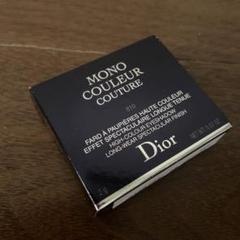 MONO
COULEUR
COUTURE
FARD À PAUPIÈRES HAUTE COULEUR
EFFET SPECTACULAIRE LONGUE TENUE
HIGH-COLOUR EYESHADOW
LONG-WEAR SPECTACULAR FINISH
Dior